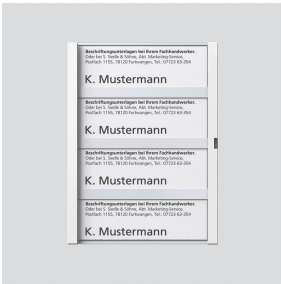 Beschriftungsunterlagen bei Ihrem Fachhandwerker.
Oder bei S. Siedle & Söhne, Abt. Marketing-Service,
Postfach 1155, 78120 Furtwangen, Tel.: 07723 63-354
K. Mustermann
Beschriftungsunterlagen bei Ihrem Fachhandwerker.
Oder bei S. Siedle & Söhne, Abt. Marketing-Service,
Postfach 1155, 78120 Furtwangen, Tel.: 07723 63-354
K. Mustermann
Beschriftungsunterlagen bei Ihrem Fachhandwerker.
Oder bei S. Siedle & Söhne, Abt. Marketing-Service,
Postfach 1155, 78120 Furtwangen, Tel.: 07723 63-354
K. Mustermann
Beschriftungsunterlagen bei Ihrem Fachhandwerker.
Oder bei S. Siedle & Söhne, Abt. Marketing-Service,
Postfach 1155, 78120 Furtwangen, Tel.: 07723 63-354
K. Mustermann